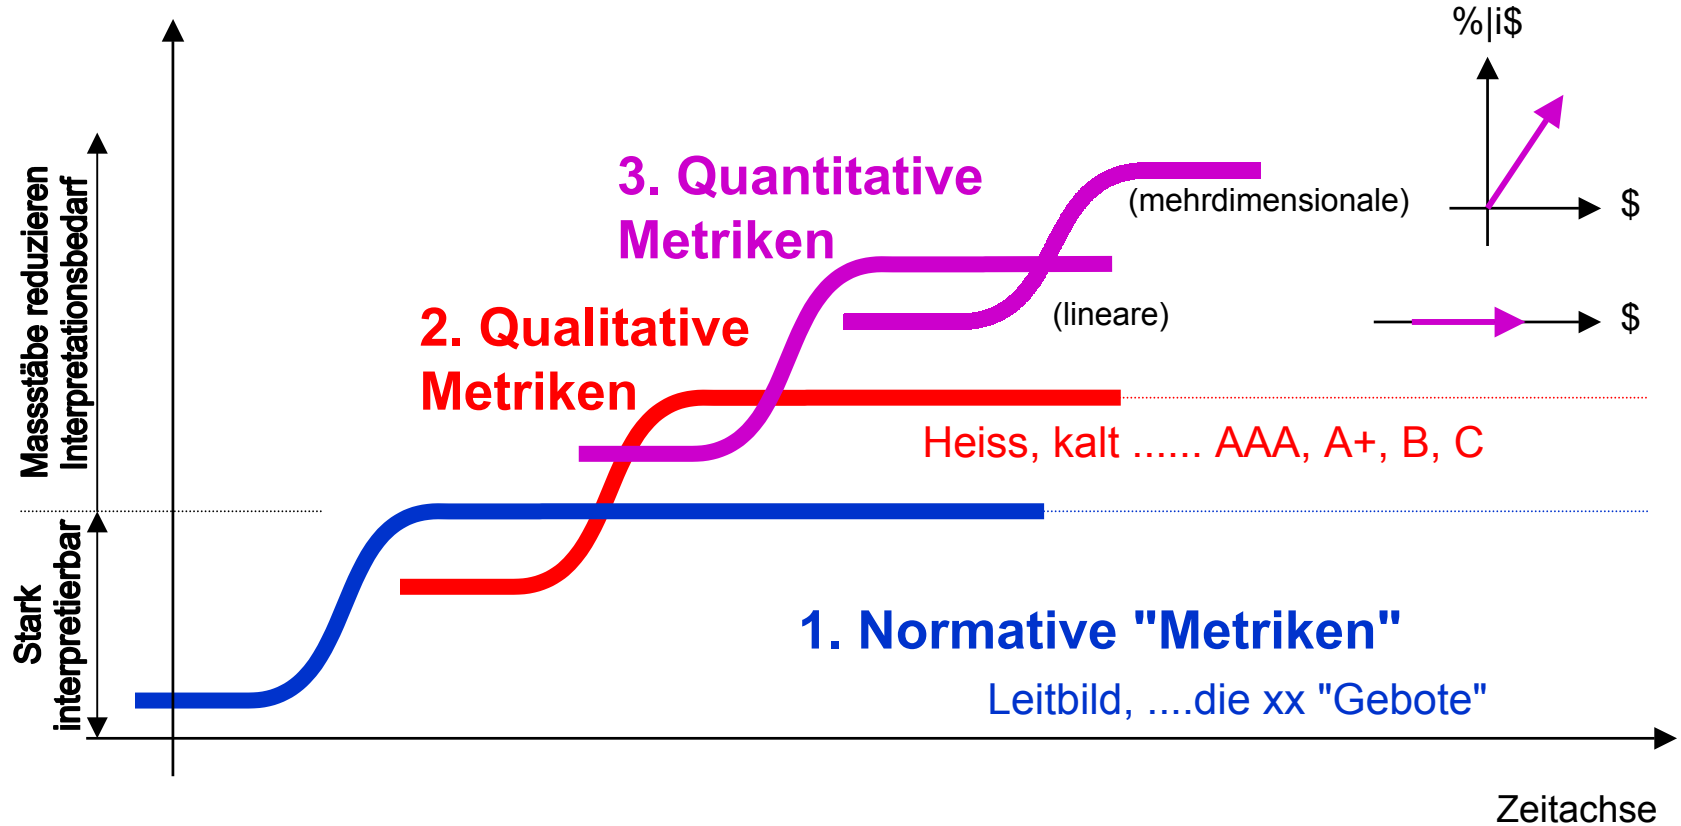 %|i$
3. Quantitative
Metriken
(mehrdimensionale)
$
Massstäbe reduzieren
Interpretationsbedarf
2. Qualitative
Metriken
(lineare)
$
Heiss, kalt ...... AAA, A+, B, C
Stark
interpretierbar
1. Normative "Metriken"
Leitbild, ....die xx "Gebote"
Zeitachse